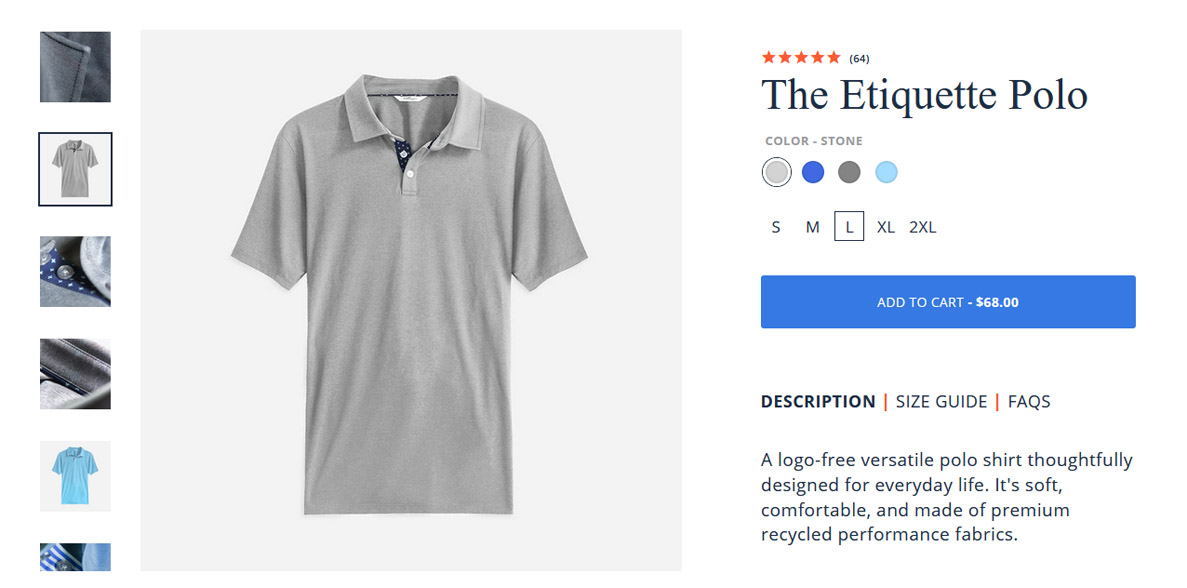 (64)
The Etiquette Polo
COLOR - STONE
S M L XL 2XL
ADD TO CART - $68.00
DESCRIPTION | SIZE GUIDE | FAQS
A logo-free versatile polo shirt thoughtfully
designed for everyday life. It's soft,
comfortable, and made of premium
recycled performance fabrics.